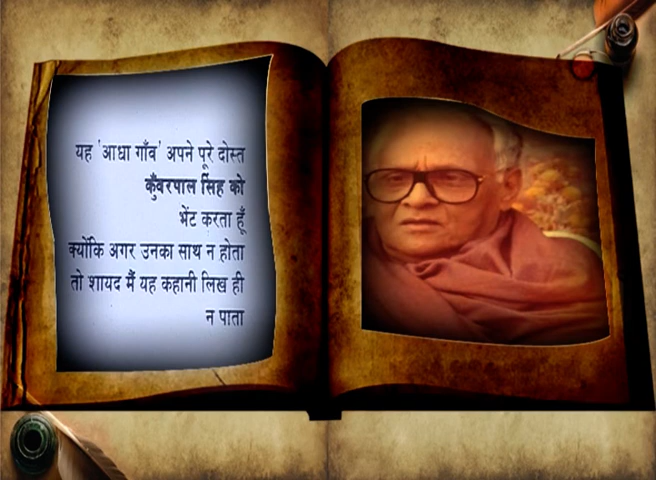 यह 'आधा गाँव' अपने पूरे दोस्त
कुँवरपाल सिंह को
भेंट करता हूँ
क्योंकि अगर उनका साथ न होता
तो शायद मैं यह कहानी लिख ही
न पाता